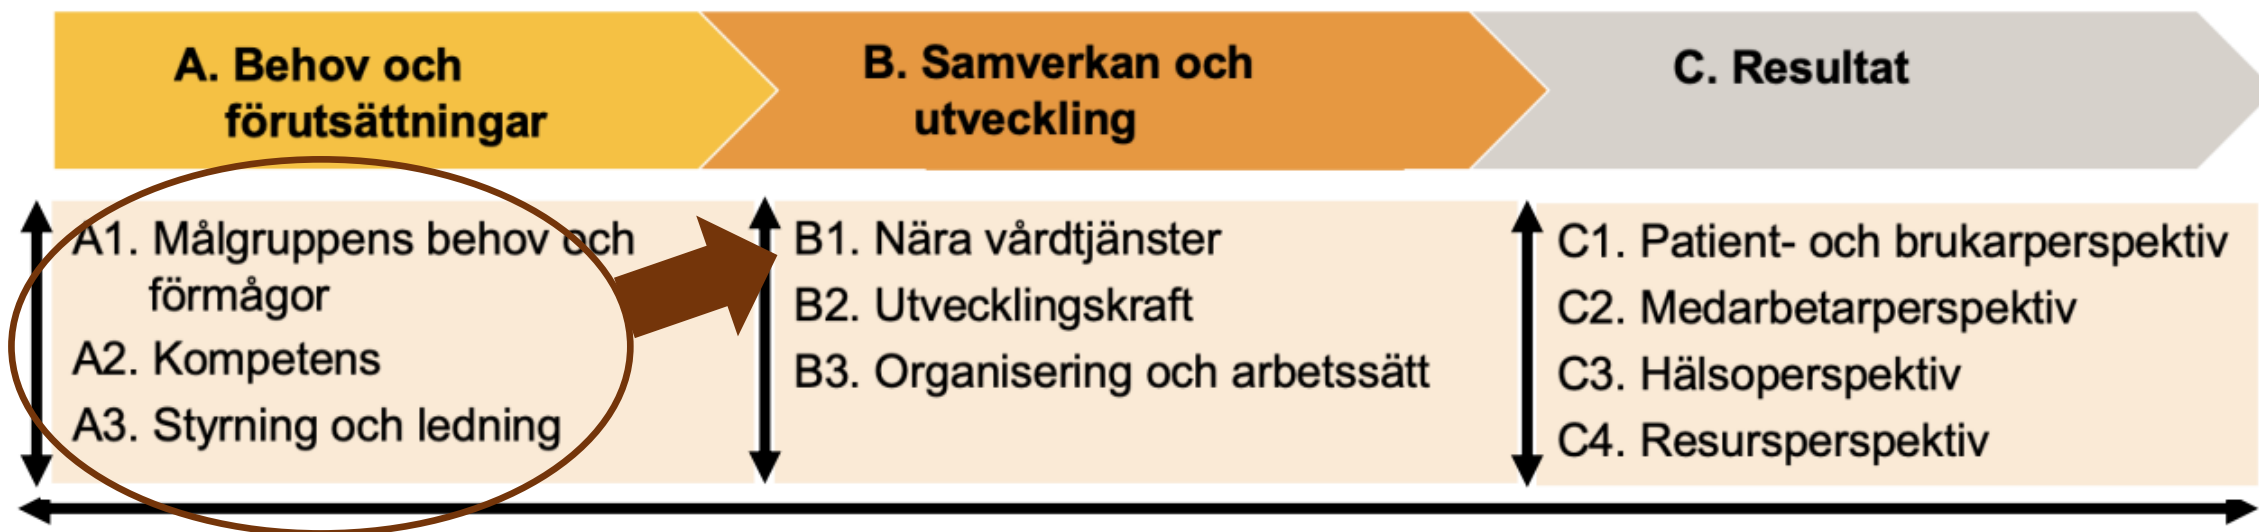 A. Behov och
förutsättningar
B. Samverkan och
utveckling
C. Resultat
A1. Målgruppens behov och
förmågor
A2. Kompetens
A3. Styrning och ledning
B1. Nära vårdtjänster
B2. Utvecklingskraft
B3. Organisering och arbetssätt
C1. Patient- och brukarperspektiv
C2. Medarbetarperspektiv
C3. Hälsoperspektiv
C4. Resursperspektiv